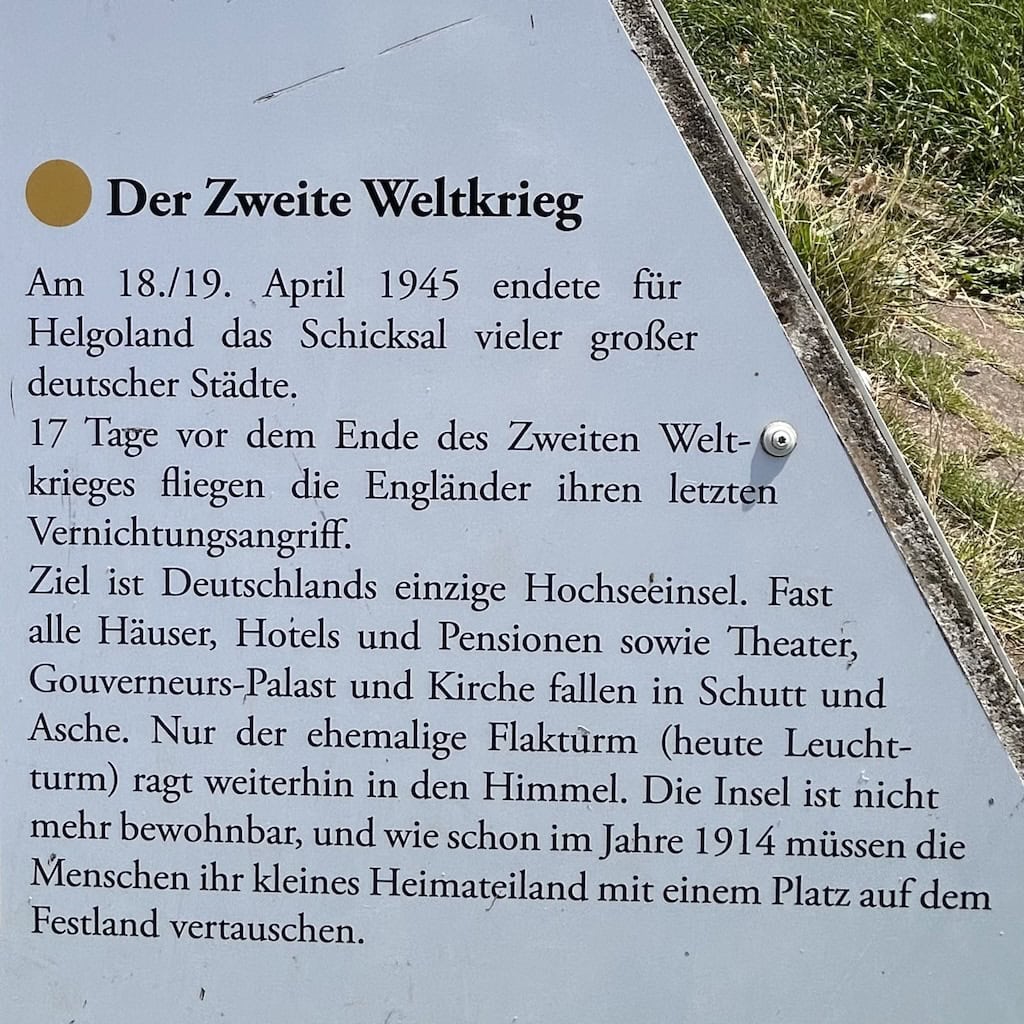 Der Zweite Weltkrieg
Am 18./19. April 1945 endete für
Helgoland das Schicksal vieler großer
deutscher Städte.
17 Tage vor dem Ende des Zweiten Welt-
krieges fliegen die Engländer ihren letzten
Vernichtungsangriff.
Ziel ist Deutschlands einzige Hochseeinsel. Fast
alle Häuser, Hotels und Pensionen sowie Theater,
Gouverneurs-Palast und Kirche fallen in Schutt und
Asche. Nur der ehemalige Flakturm (heute Leucht-
turm) ragt weiterhin in den Himmel. Die Insel ist nicht
mehr bewohnbar, und wie schon im Jahre 1914 müssen die
Menschen ihr kleines Heimateiland mit einem Platz auf dem
Festland vertauschen.